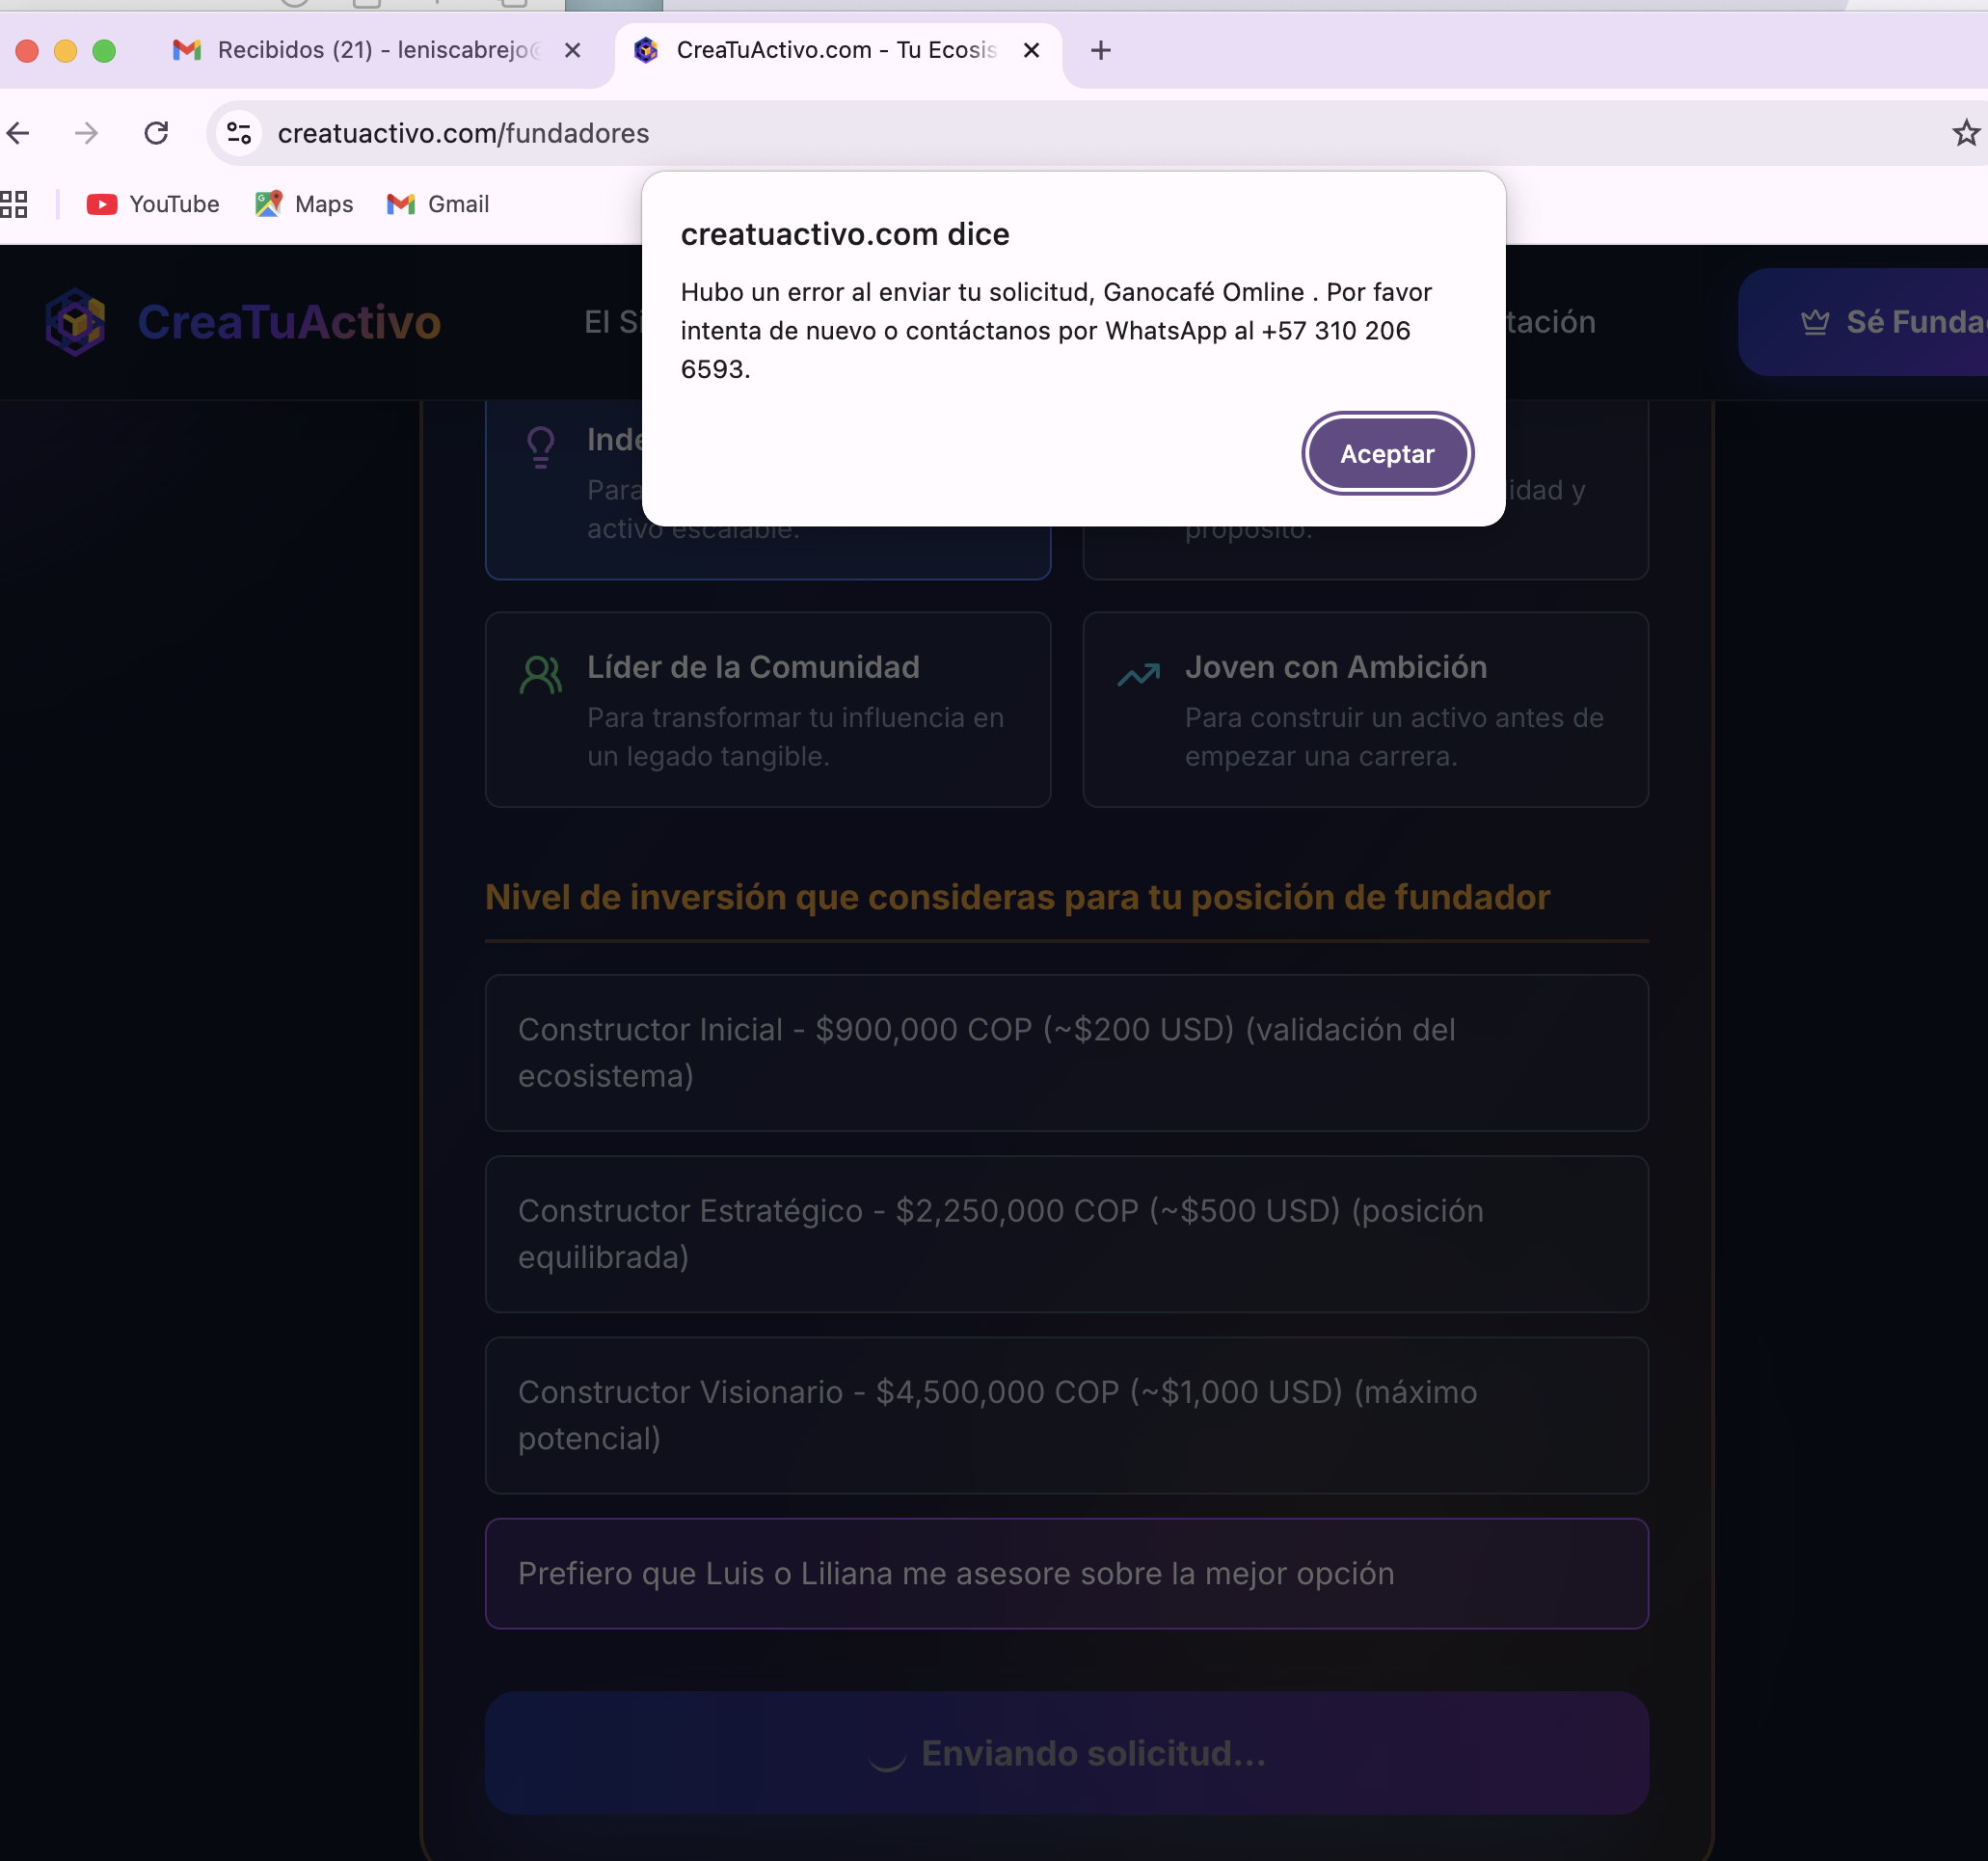 Recibidos (21) - leniscabrejo@
CreaTuActivo.com - Tu Ecosis
creatuactivo.com/fundadores
YouTube
Maps
Gmail
creatuactivo.com dice
Hubo un error al enviar tu solicitud, Ganocafé Omline . Por favor
intenta de nuevo o contáctanos por WhatsApp al +57 310 206
6593.
Aceptar
CreaTuActivo
El Si
tación
Sé Funda
Inde
Para
idad y
activo escalable.
propósito.
Líder de la Comunidad
Para transformar tu influencia en
un legado tangible.
Joven con Ambición
Para construir un activo antes de
empezar una carrera.
Nivel de inversión que consideras para tu posición de fundador
Constructor Inicial - $900,000 COP (~$200 USD) (validación del
ecosistema)
Constructor Estratégico - $2,250,000 COP (~$500 USD) (posición
equilibrada)
Constructor Visionario - $4,500,000 COP (~$1,000 USD) (máximo
potencial)
Prefiero que Luis o Liliana me asesore sobre la mejor opción
Enviando solicitud...